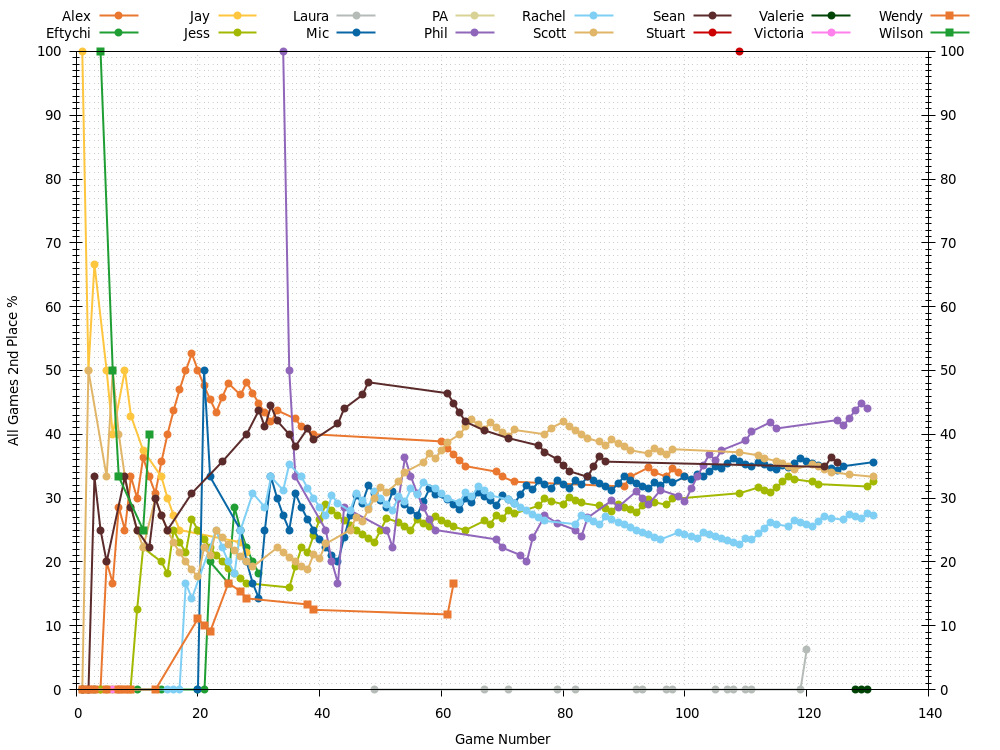 Alex Jay Laura PA Rachel Sean Valerie Wendy
Eftychi Jess Mic Phil Scott Stuart Victoria Wilson
100 100
90 90
80 80
70 70
60 60
50 50
40 40
30 30
20 20
10 10
0 0
0 20 40 60 80 100 120 140
All Games 2nd Place %
Game Number